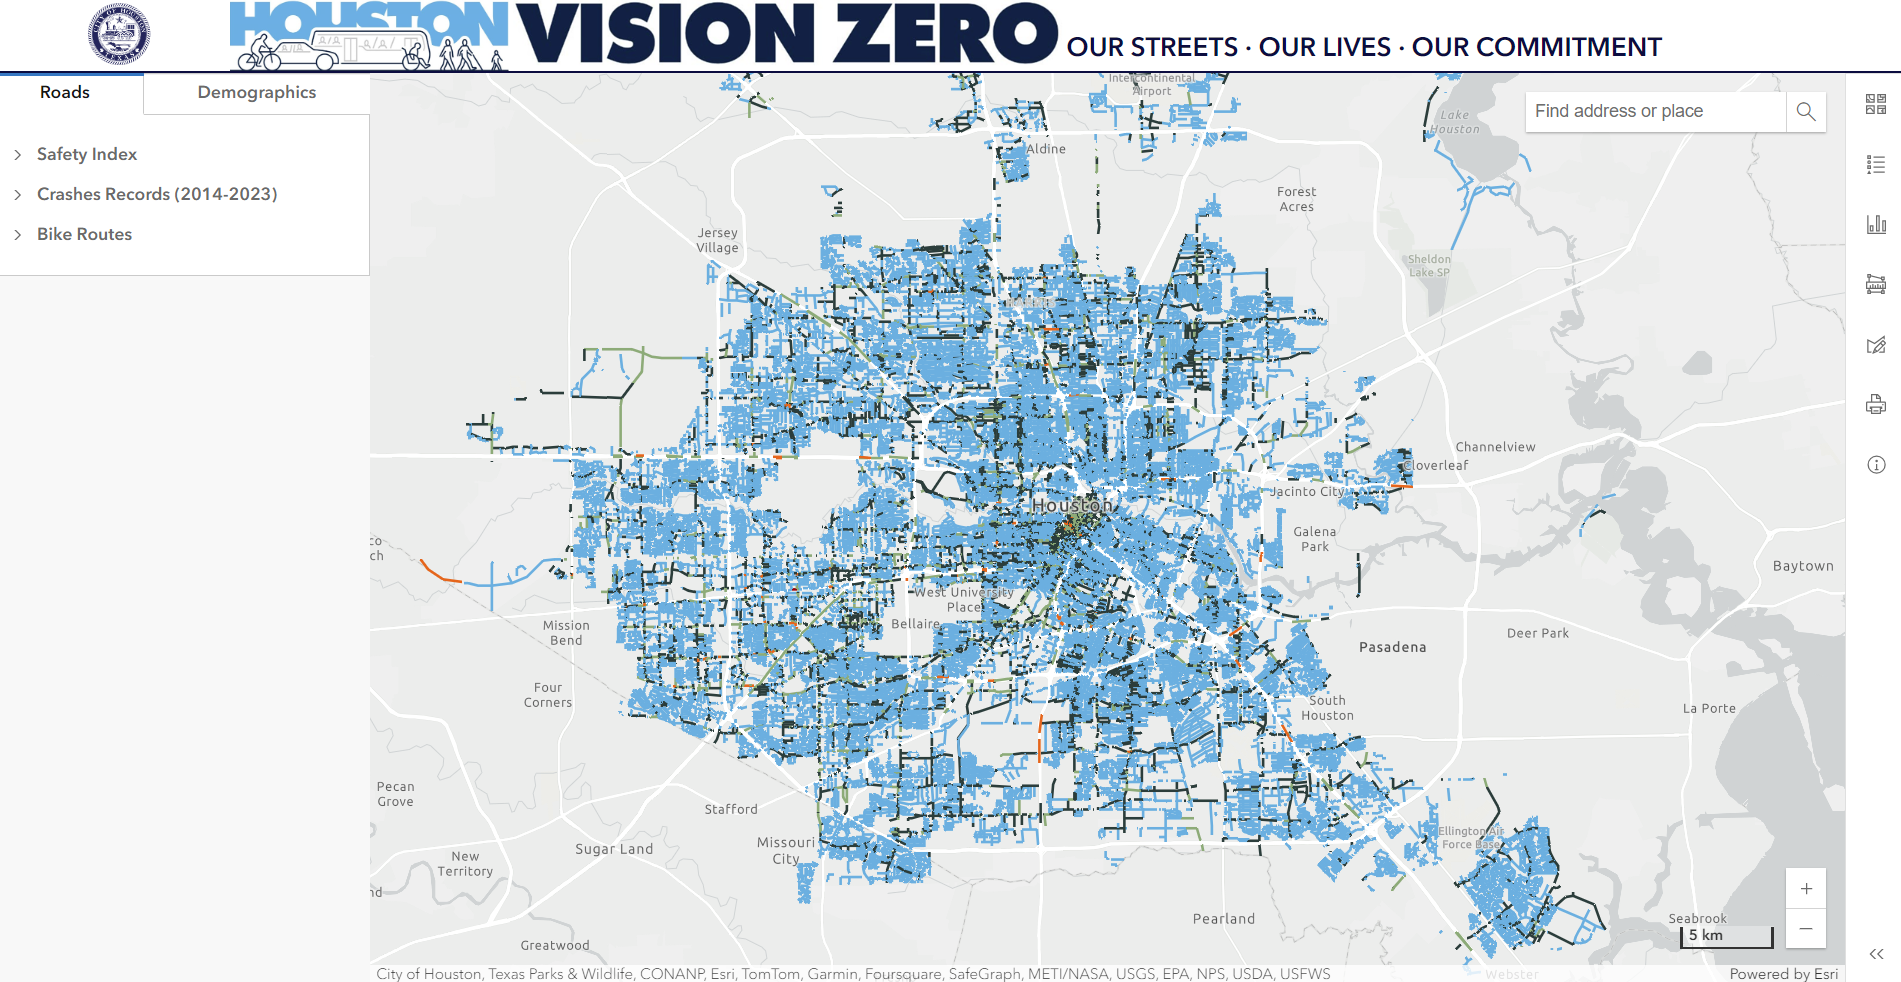 HOUSTON
VISION ZERO
OUR STREETS · OUR LIVES · OUR COMMITMENT
Roads
Demographics
Safety Index
Crashes Records (2014-2023)
Bike Routes
Find address or place
Intercontinental
Airport
Lake
Houston
Aldine
Forest
Acres
Jersey
Village
Sheldon
Lake SP
Channelview
Cloverleaf
Jacinto City
Houston
Galena
Park
Baytown
West University
Place
Bellaire
Mission
Bend
Deer Park
Pasadena
Four
Corners
South
Houston
La Porte
Pecan
Grove
Stafford
Missouri
City
Ellington Air
Force Base
Sugar Land
New
Territory
Pearland
Seabrook
Greatwood
Webster
+
−
5 km
City of Houston, Texas Parks & Wildlife, CONANP, Esri, TomTom, Garmin, Foursquare, SafeGraph, METI/NASA, USGS, EPA, NPS, USDA, USFWS
Powered by Esri